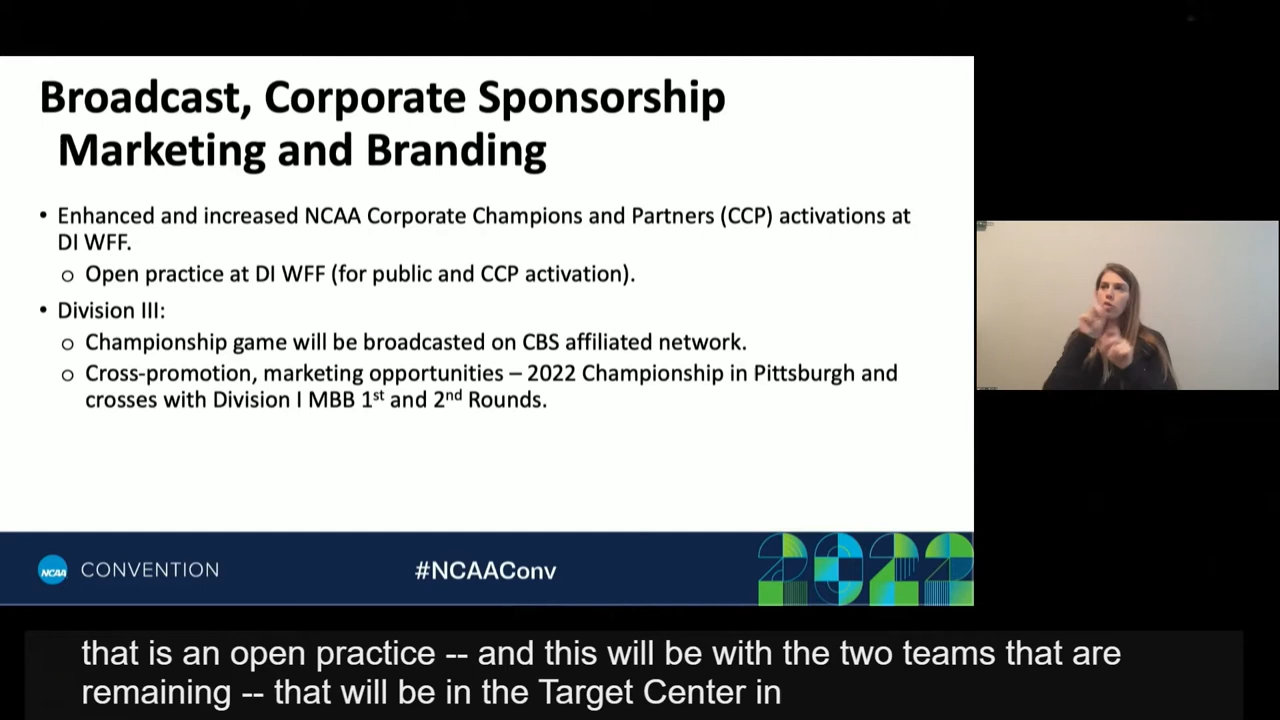 Broadcast, Corporate Sponsorship
Marketing and Branding
• Enhanced and increased NCAA Corporate Champions and Partners (CCP) activations at
DI WFF.
o Open practice at DI WFF (for public and CCP activation).
• Division III:
o Championship game will be broadcasted on CBS affiliated network.
o Cross-promotion, marketing opportunities – 2022 Championship in Pittsburgh and
crosses with Division I MBB 1st and 2nd Rounds.
NCAA CONVENTION
#NCAAConv
2022
that is an open practice -- and this will be with the two teams that are
remaining -- that will be in the Target Center in